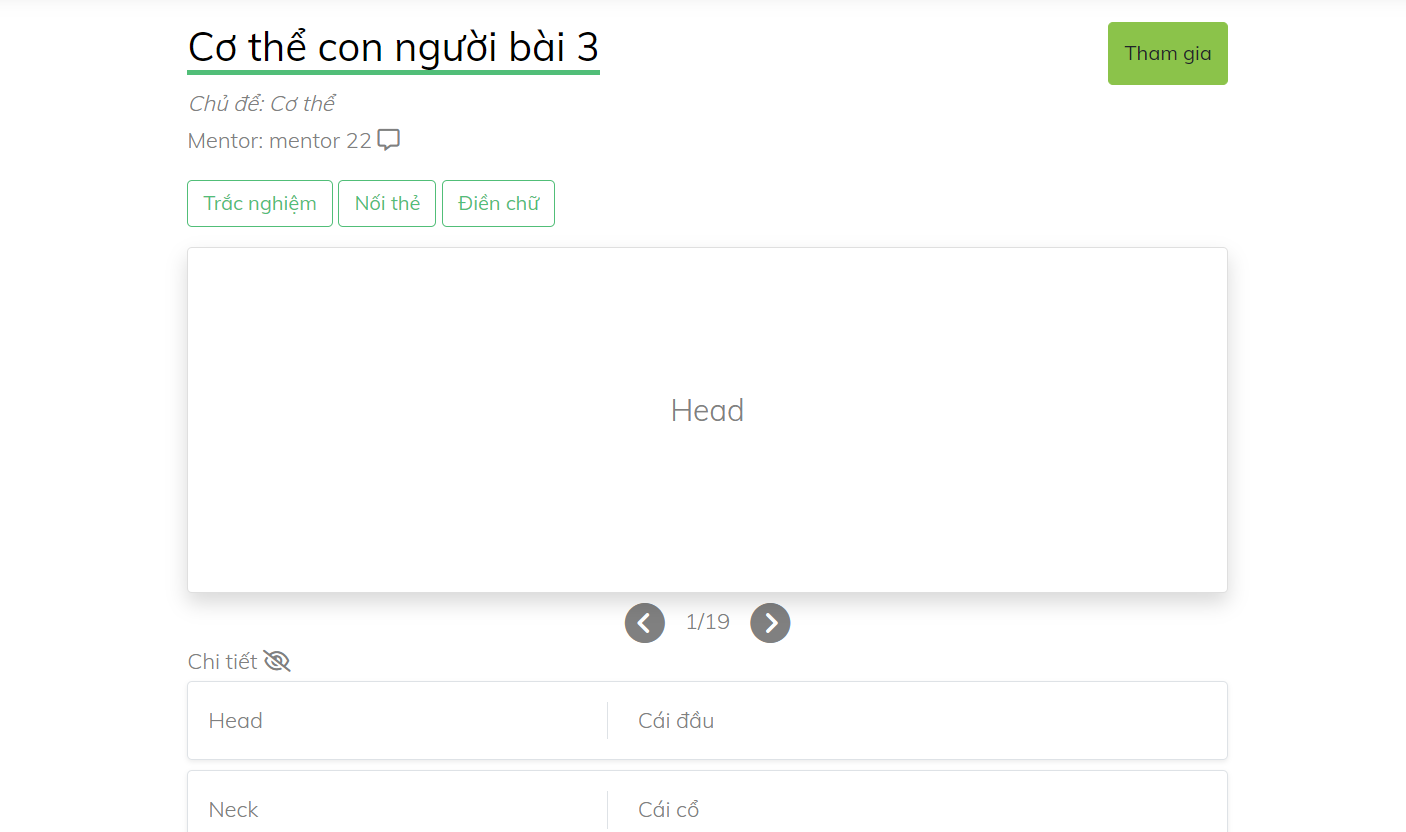 Cơ thể con người bài 3
Tham gia
Chủ để: Cơ thể
Mentor: mentor 22
Trắc nghiệm
Nối thẻ
Điền chữ
Head
1/19
Chi tiết
Head
Cái đầu
Neck
Cái cổ